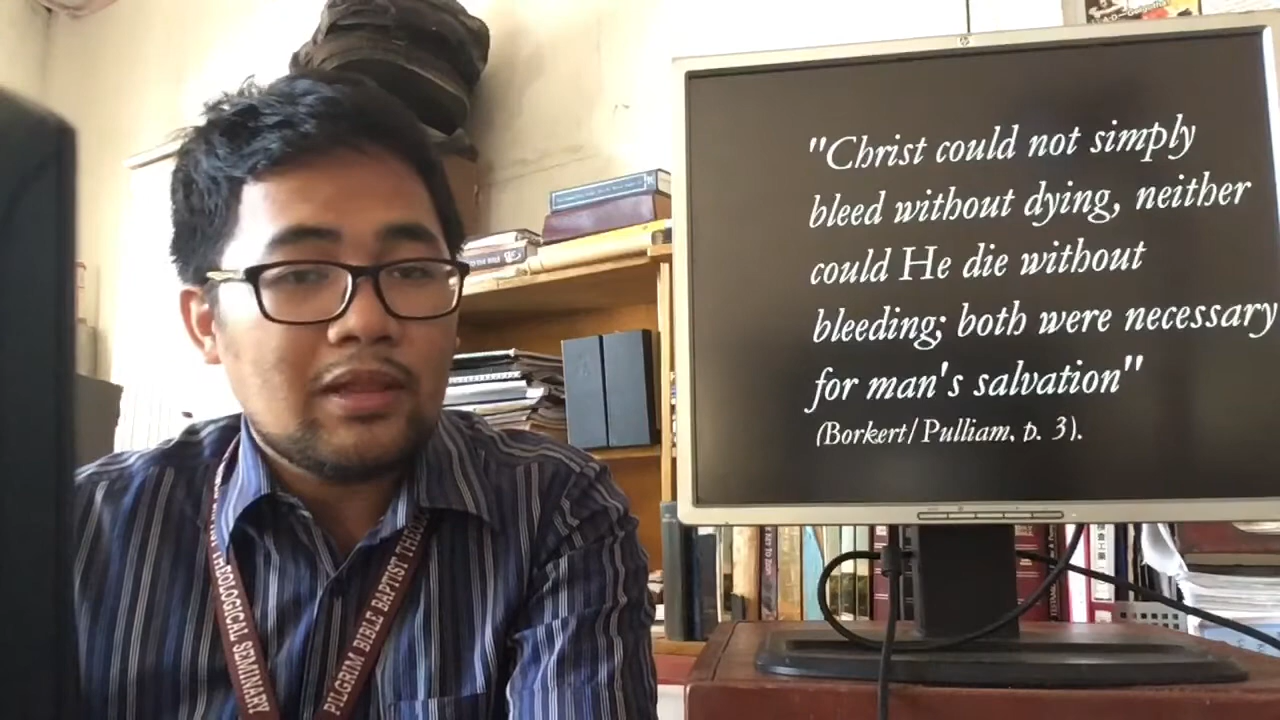 "Christ could not simply
bleed without dying, neither
could He die without
bleeding; both were necessary
for man's salvation"
(Borkert/ Pulliam, p. 3).
THEOLOGICAL SEMINARY
PILGRIM BIBLE BAPTIST THEOLO